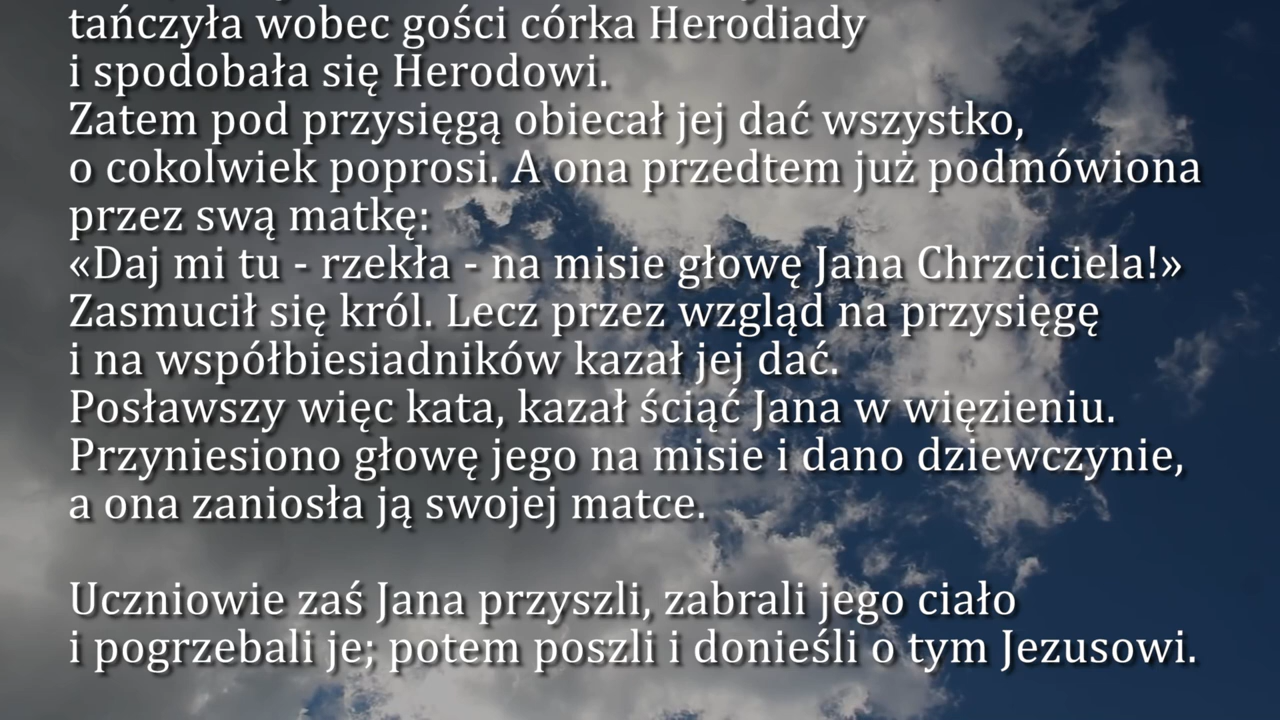 tańczyła wobec gości córka Herodiady
i spodobała się Herodowi.
Zatem pod przysięgą obiecał jej dać wszystko,
o cokolwiek poprosi. A ona przedtem już podmówiona
przez swą matkę:
«Daj mi tu - rzekła - na misie głowę Jana Chrzciciela!»
Zasmucił się król. Lecz przez wzgląd na przysięgę
i na współbiesiadników kazał jej dać.
Posławszy więc kata, kazał ściąć Jana w więzieniu.
Przyniesiono głowę jego na misie i dano dziewczynie,
a ona zaniosła ją swojej matce.
Uczniowie zaś Jana przyszli, zabrali jego ciało
i pogrzebali je; potem poszli i donieśli o tym Jezusowi.